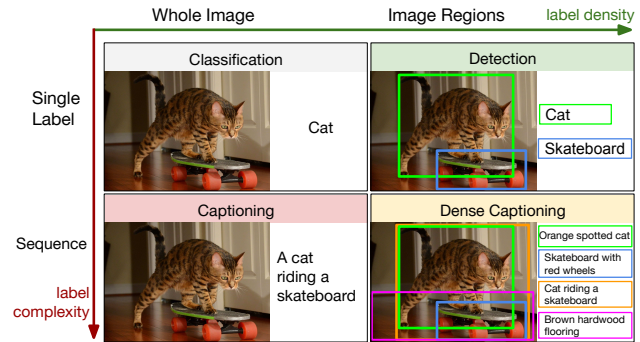 Whole Image
Image Regions
label density
Classification
Detection
Single
Label
Cat
Cat
Skateboard
Captioning
Dense Captioning
Sequence
label
complexity
A cat
riding a
skateboard
Orange spotted cat
Skateboard with
red wheels
Cat riding a
skateboard
Brown hardwood
flooring